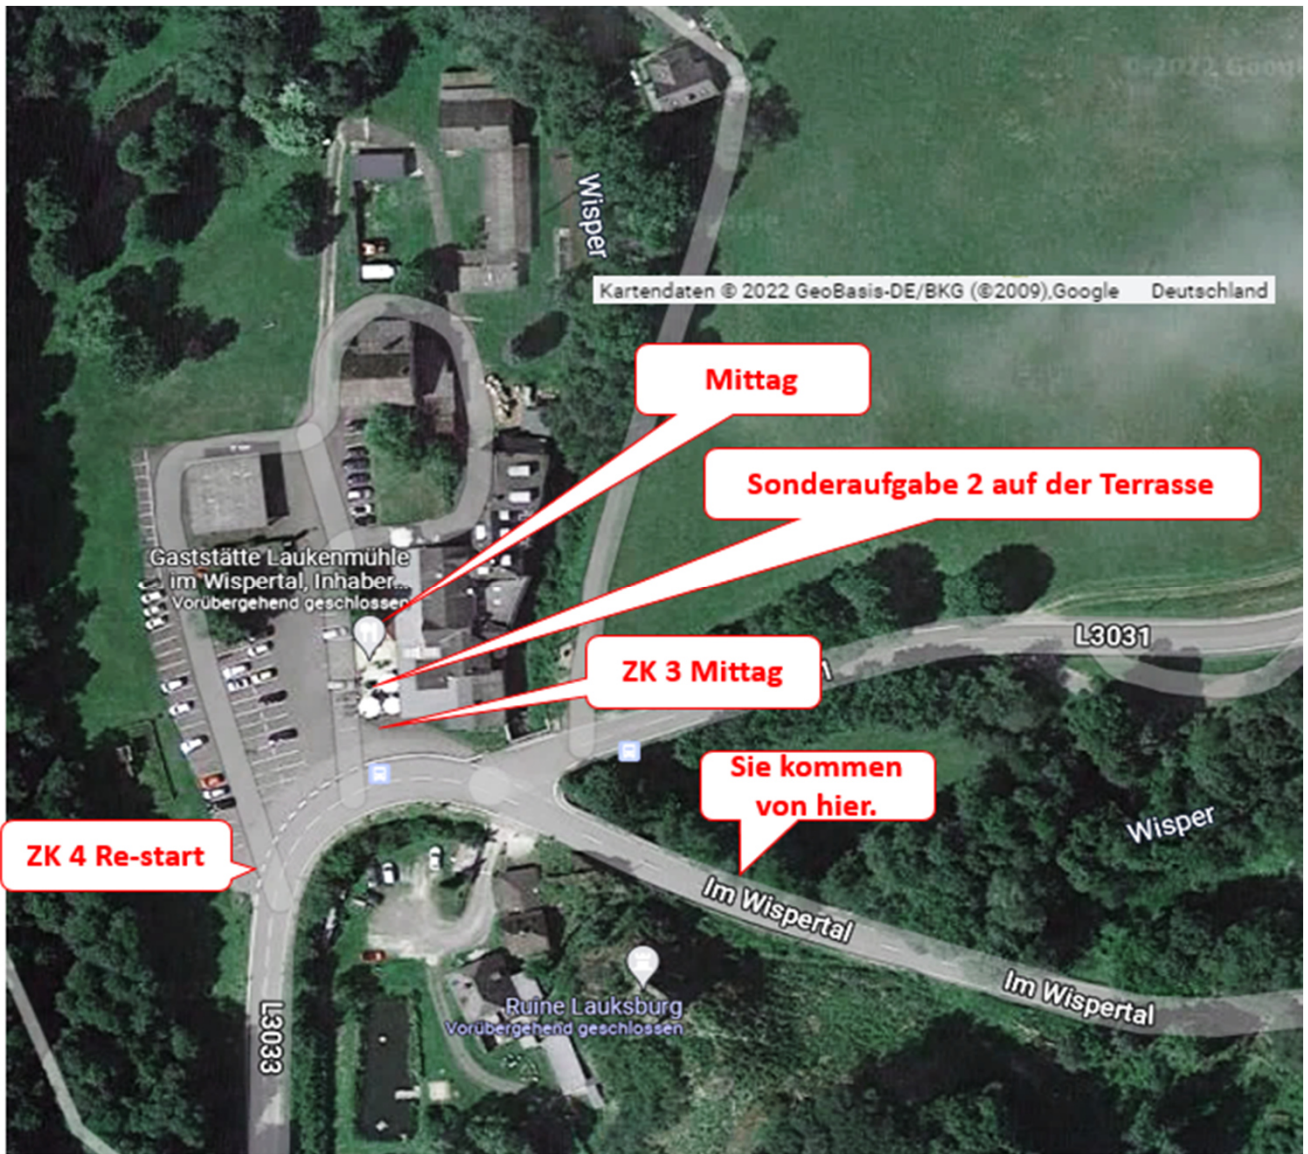 © 2022 Google
Wisper
Kartendaten © 2022 GeoBasis-DE/BKG (©2009),Google Deutschland
Mittag
Sonderaufgabe 2 auf der Terrasse
Gaststätte Laukenmühle
im Wispertal, Inhaber...
Vorübergehend geschlossen
L3031
ZK 3 Mittag
Sie kommen
von hier.
Wisper
ZK 4 Re-start
Im Wispertal
Im Wispertal
Ruine Lauksburg
Vorübergehend geschlossen
L3033